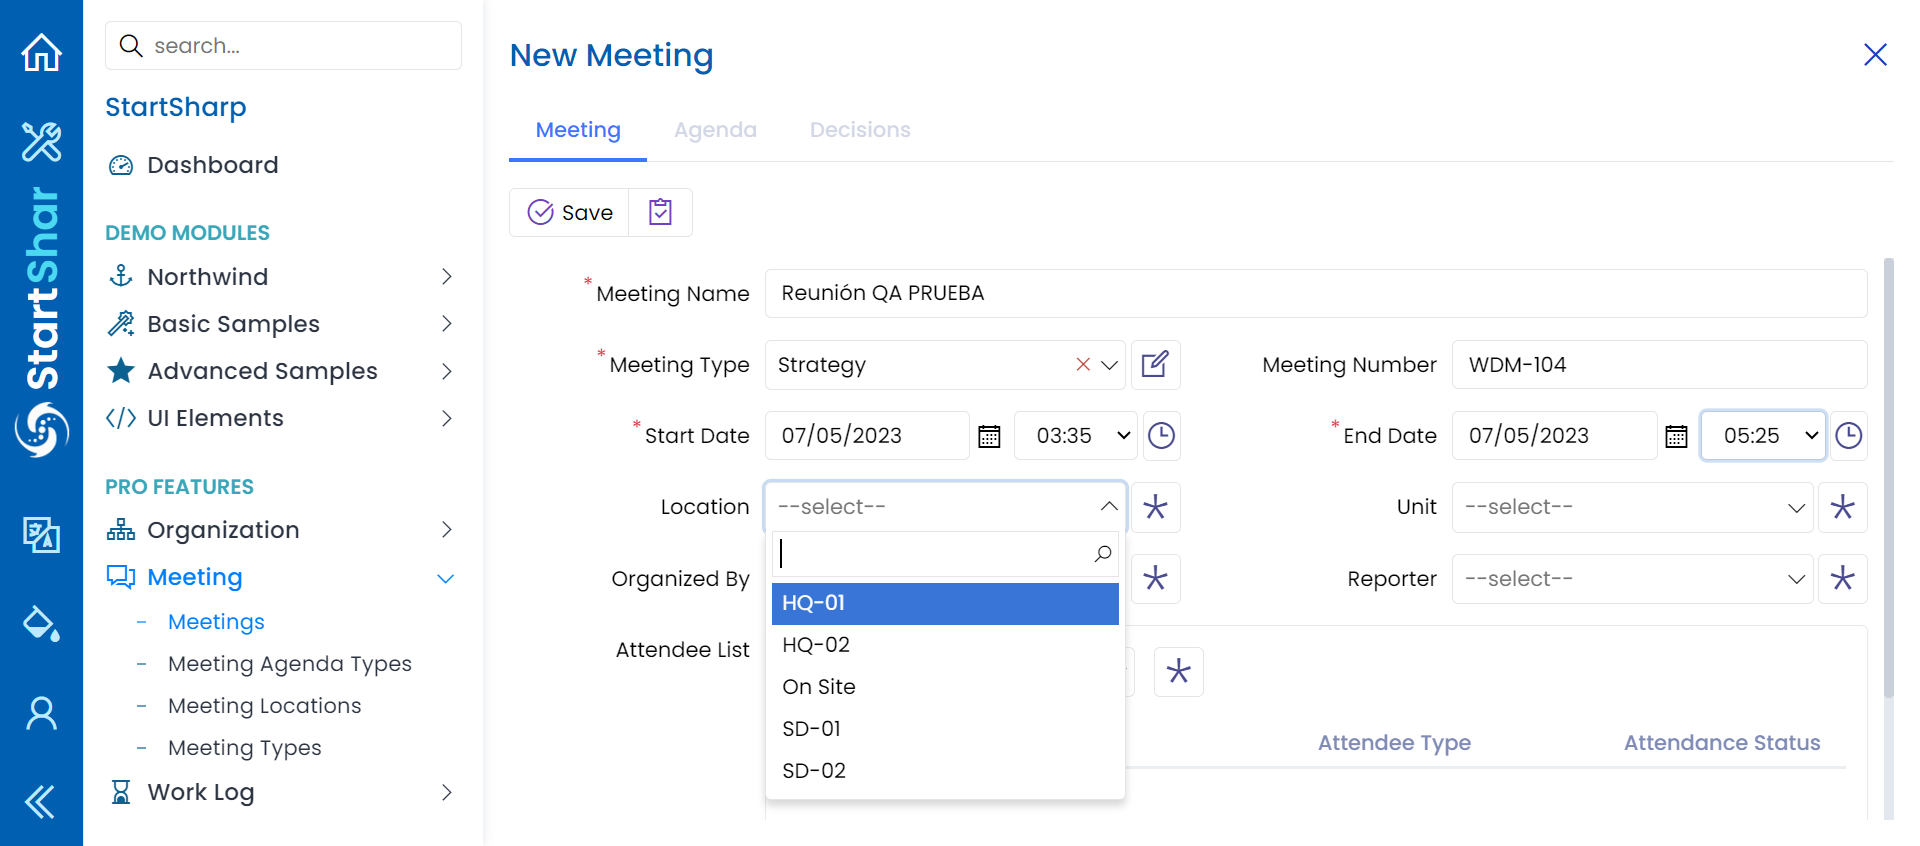 search...
StartSharp
Dashboard
DEMO MODULES
Northwind
Basic Samples
Advanced Samples
UI Elements
PRO FEATURES
Organization
Meeting
- Meetings
- Meeting Agenda Types
- Meeting Locations
- Meeting Types
Work Log
StartShar
New Meeting
Meeting Agenda Decisions
Save
* Meeting Name Reunión QA PRUEBA
* Meeting Type Strategy Meeting Number WDM-104
* Start Date 07/05/2023 03:35 * End Date 07/05/2023 05:25
Location --select-- Unit --select--
Organized By Reporter --select--
HQ-01
HQ-02
On Site
SD-01
SD-02
Attendee List
Attendee Type Attendance Status